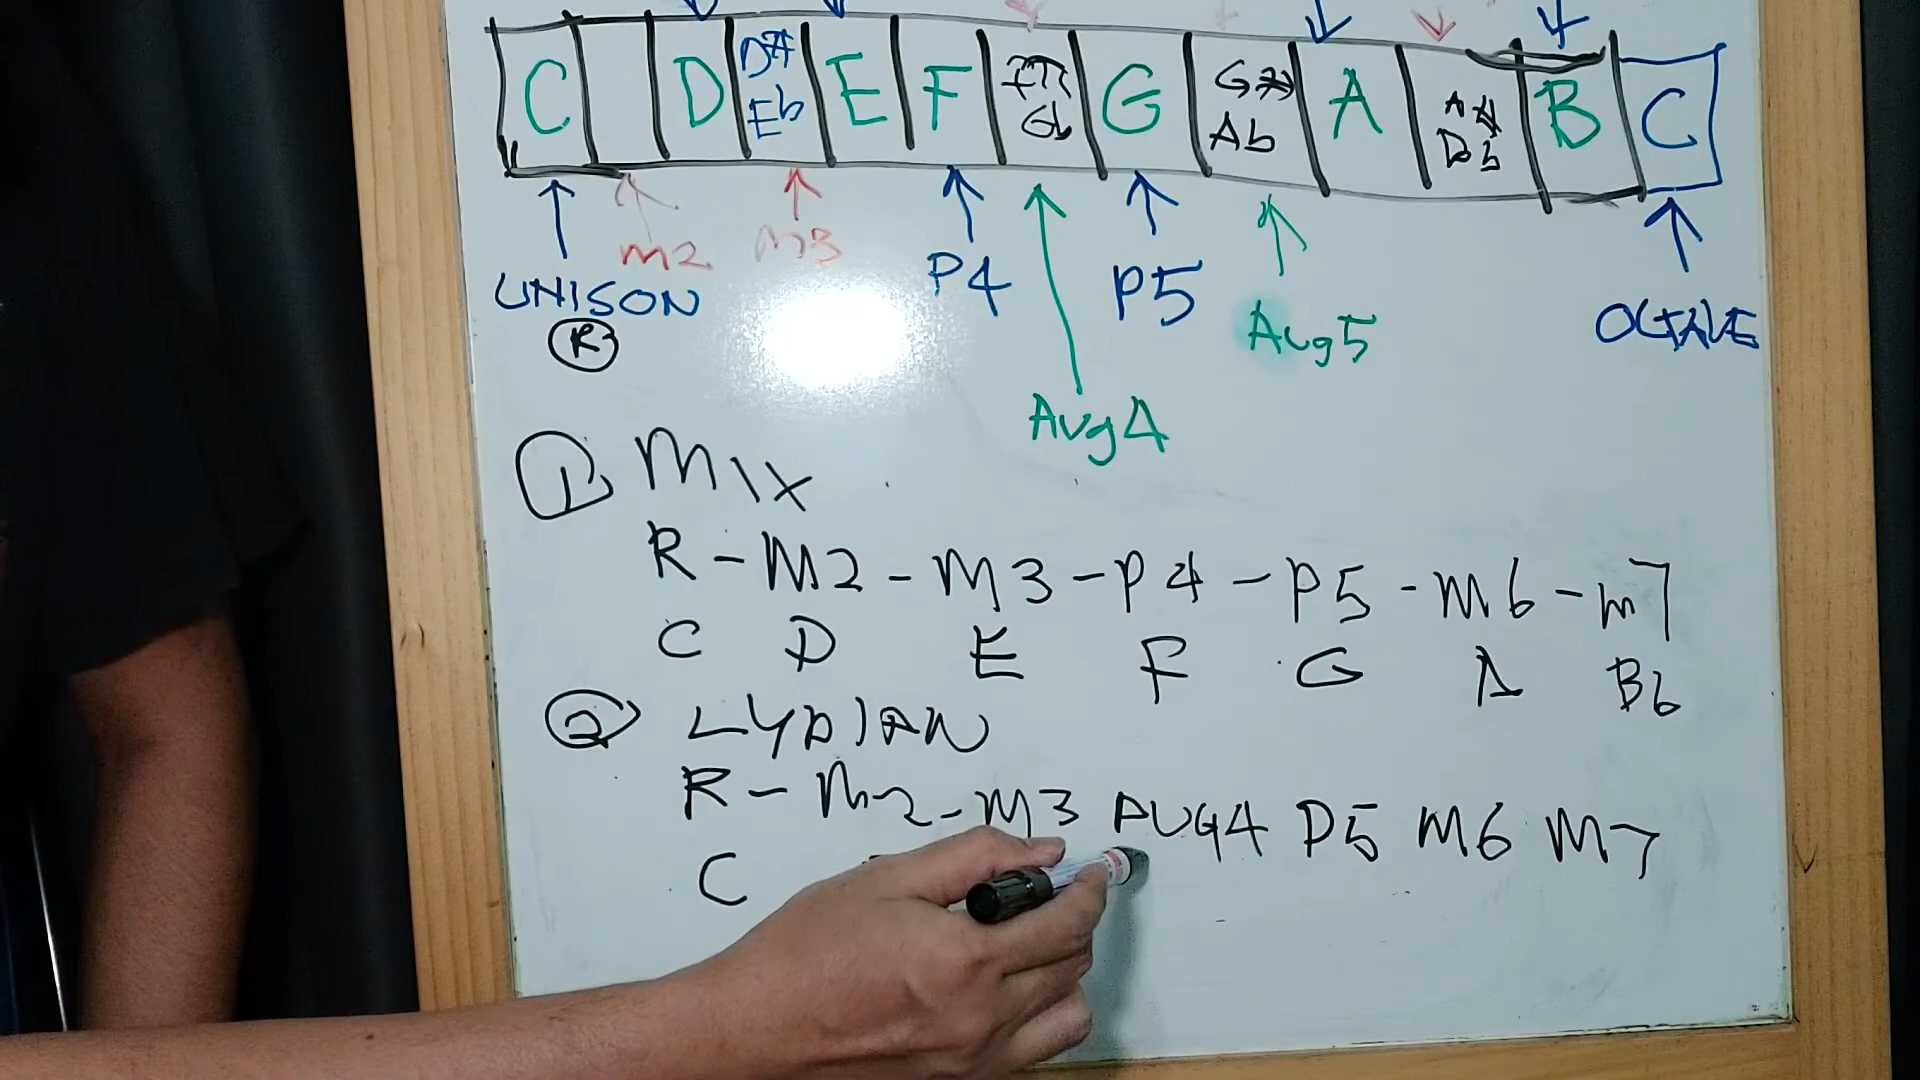 C D D# E F G G# A A# B C
Eb Gb Ab Bb
UNISON m2 m3 P4 P5 Aug5 OCTAVE
R
Aug4
1 MIX
R - M2 - M3 - P4 - P5 - M6 - m7
C D E F G A Bb
2 LYDIAN
R - M2 - M3 AUG4 P5 M6 M7
C